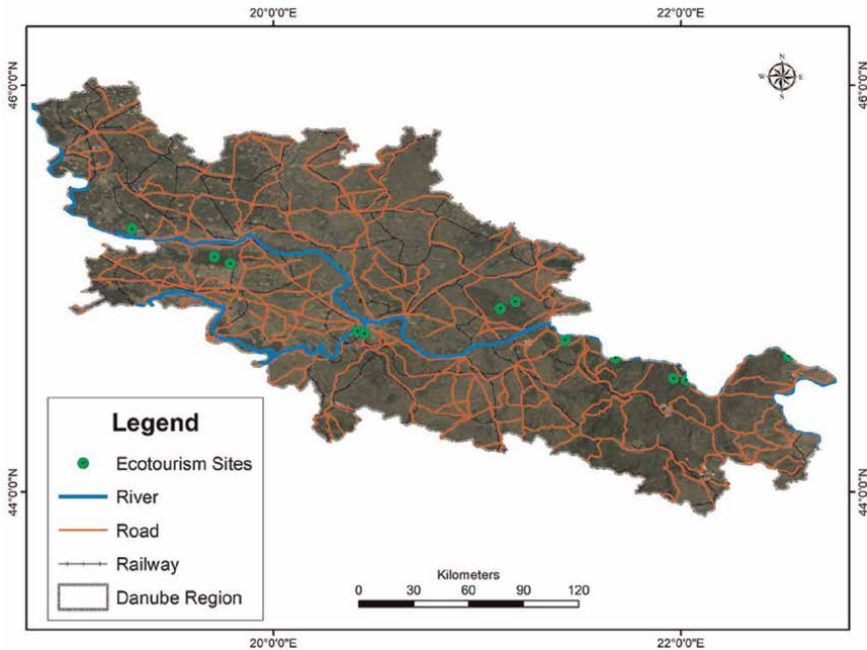 20°0'0"E 22°0'0"E
N
W E
S
46°0'0"N 46°0'0"N
44°0'0"N 44°0'0"N
Legend
Ecotourism Sites
River
Road
Railway
Danube Region
Kilometers
0 30 60 90 120
20°0'0"E 22°0'0"E